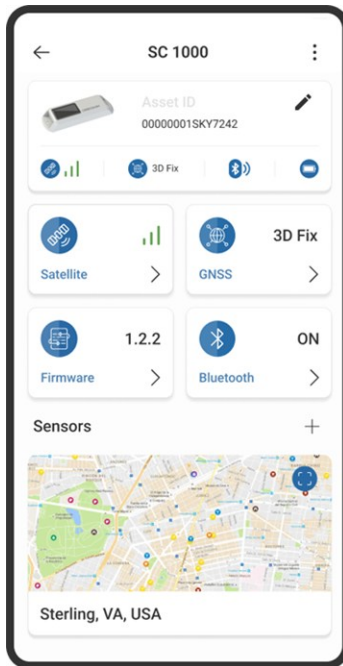 SC 1000
Asset ID
00000001SKY7242
3D Fix
3D Fix
Satellite
GNSS
1.2.2
ON
Firmware
Bluetooth
Sensors
Sterling, VA, USA